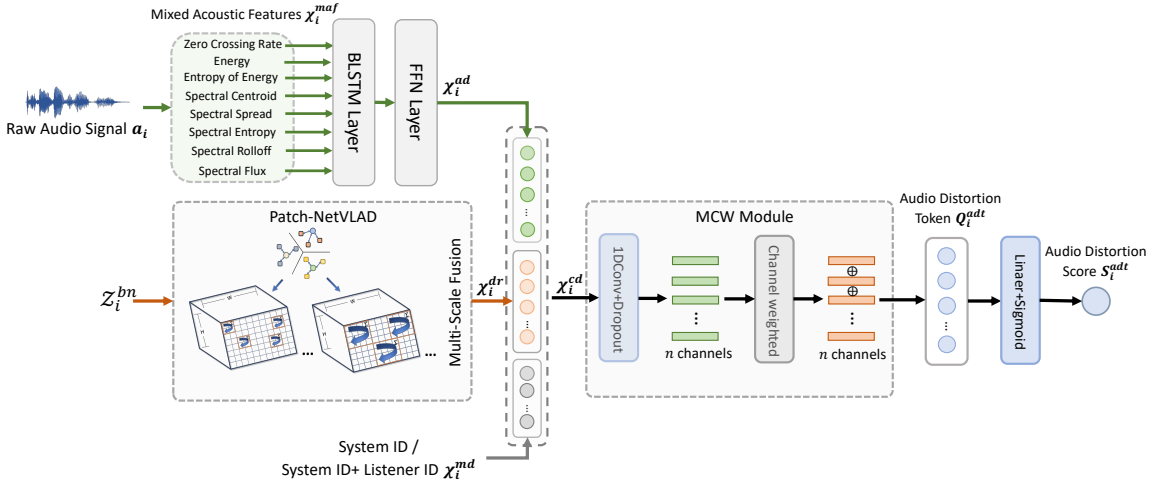 Mixed Acoustic Features χ_i^{maf}
Zero Crossing Rate
Energy
Entropy of Energy
Spectral Centroid
Spectral Spread
Spectral Entropy
Spectral Rolloff
Spectral Flux
Raw Audio Signal a_i
BLSTM Layer
FFN Layer
χ_i^{ad}
Patch-NetVLAD
Z_i^{bn}
W
H
...
W
H
...
Multi-Scale Fusion
χ_i^{dr}
...
...
...
System ID /
System ID+ Listener ID χ_i^{md}
χ_i^{cd}
MCW Module
1DConv+Dropout
...
n channels
Channel weighted
⊕
⊕
...
n channels
Audio Distortion
Token Q_i^{adt}
...
Linaer+Sigmoid
Audio Distortion
Score S_i^{adt}